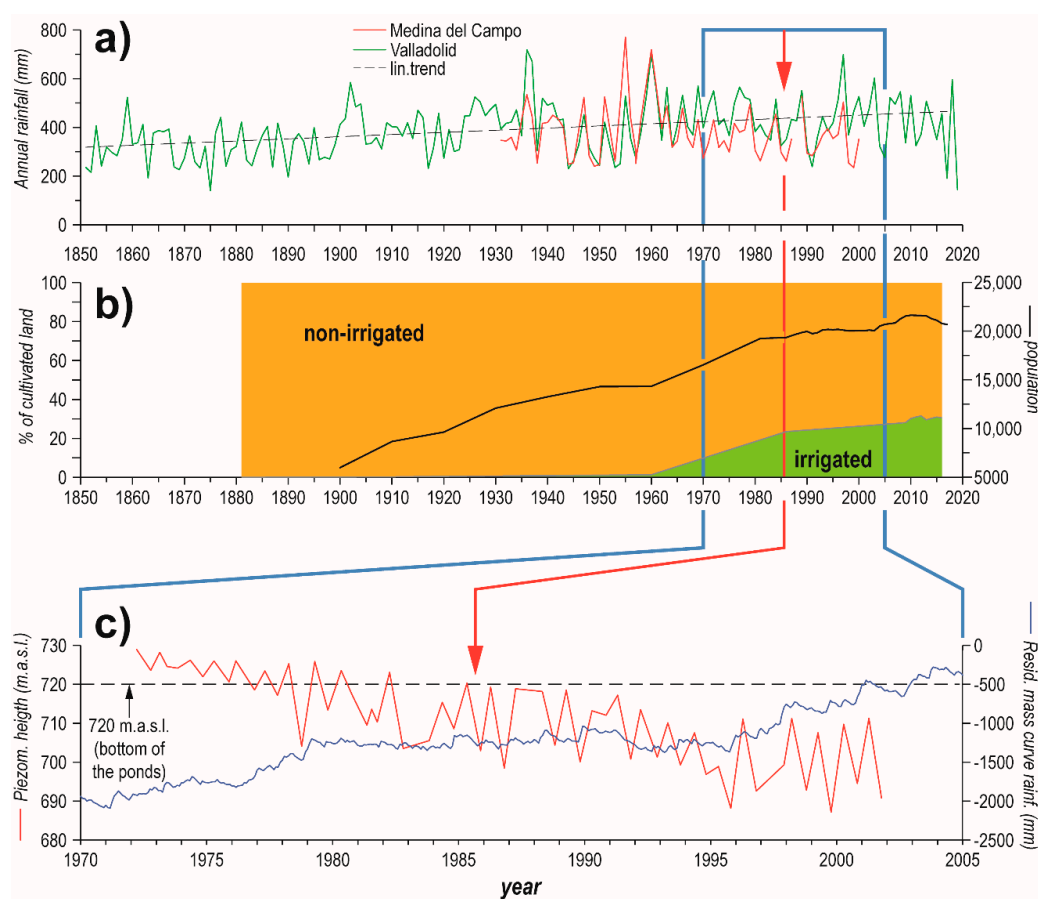 a)
Medina del Campo
Valladolid
lin.trend
Annual rainfall (mm)
800
600
400
200
0
1850 1860 1870 1880 1890 1900 1910 1920 1930 1940 1950 1960 1970 1980 1990 2000 2010 2020
b)
% of cultivated land
100
80
60
40
20
0
non-irrigated
irrigated
25,000
20,000
15,000
10,000
5000
population
1850 1860 1870 1880 1890 1900 1910 1920 1930 1940 1950 1960 1970 1980 1990 2000 2010 2020
c)
Piezom. heigth (m.a.s.l.)
730
720
710
700
690
680
720 m.a.s.l.
(bottom of
the ponds)
0
-500
-1000
-1500
-2000
-2500
Resid. mass curve rainf. (mm)
1970 1975 1980 1985 1990 1995 2000 2005
year